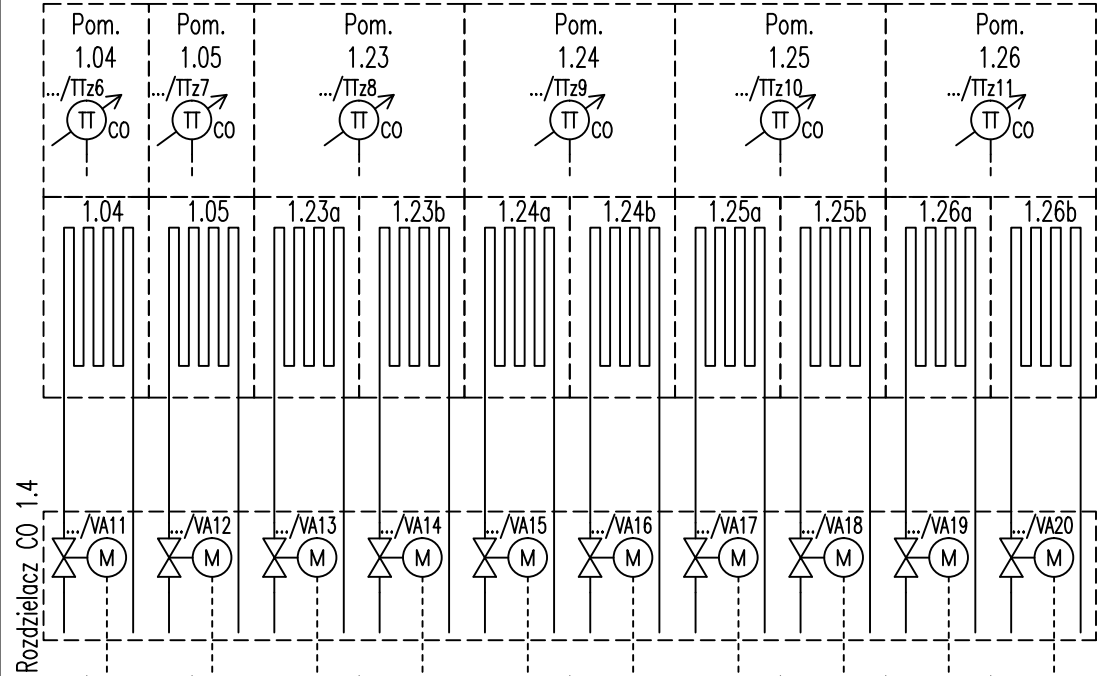 Pom. Pom. Pom. Pom. Pom. Pom.
1.04 1.05 1.23 1.24 1.25 1.26
.../TTz6 .../TTz7 .../TTz8 .../TTz9 .../TTz10 .../TTz11
TT CO TT CO TT CO TT CO TT CO TT CO
1.04 1.05 1.23a 1.23b 1.24a 1.24b 1.25a 1.25b 1.26a 1.26b
.../VA11 .../VA12 .../VA13 .../VA14 .../VA15 .../VA16 .../VA17 .../VA18 .../VA19 .../VA20
M M M M M M M M M M
Rozdzielacz CO 1.4